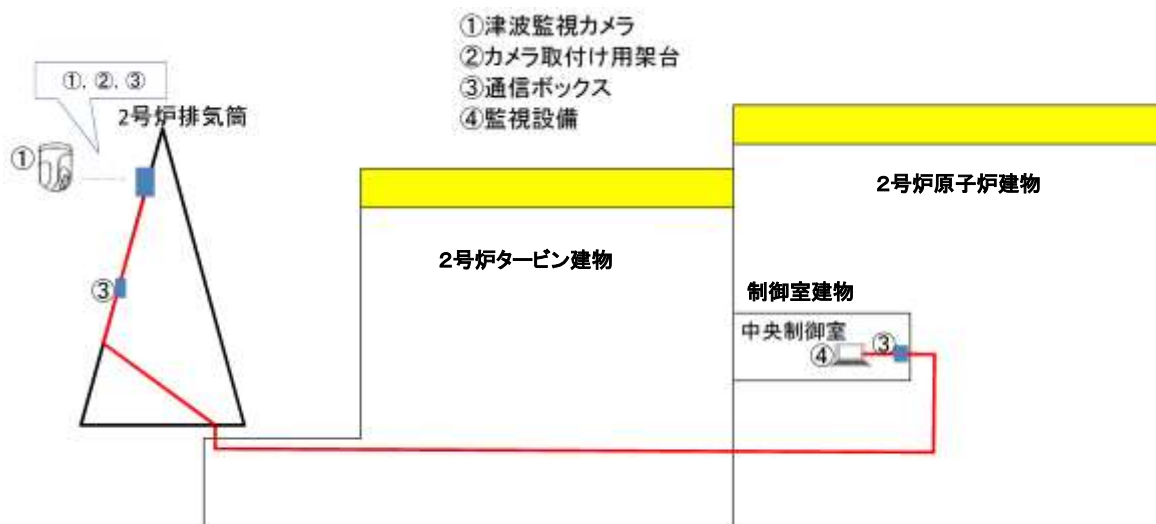 ①津波監視カメラ
②カメラ取付け用架台
③通信ボックス
④監視設備
①，②，③
2号炉排気筒
①
2号炉原子炉建物
2号炉タービン建物
③
制御室建物
中央制御室
④
③